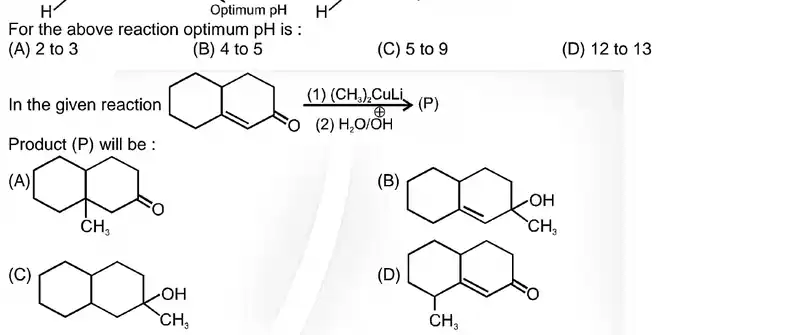 H Optimum pH H
For the above reaction optimum pH is :
(A) 2 to 3 (B) 4 to 5 (C) 5 to 9 (D) 12 to 13
In the given reaction O (1) (CH₃)₂CuLi (P)
(2) H₂O/OH ⊕
Product (P) will be :
(A) O CH₃ (B) OH CH₃
(C) OH CH₃ (D) O CH₃